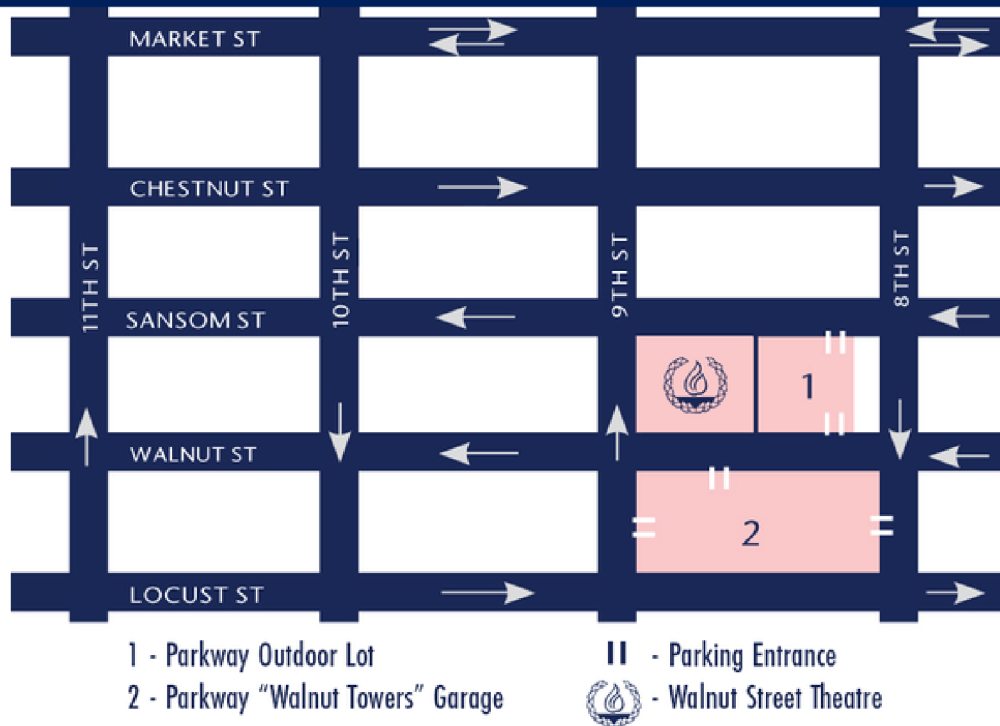 MARKET ST
CHESTNUT ST
11TH ST
10TH ST
9TH ST
8TH ST
SANSOM ST
1
WALNUT ST
2
LOCUST ST
1 - Parkway Outdoor Lot
2 - Parkway “Walnut Towers” Garage
- Parking Entrance
- Walnut Street Theatre